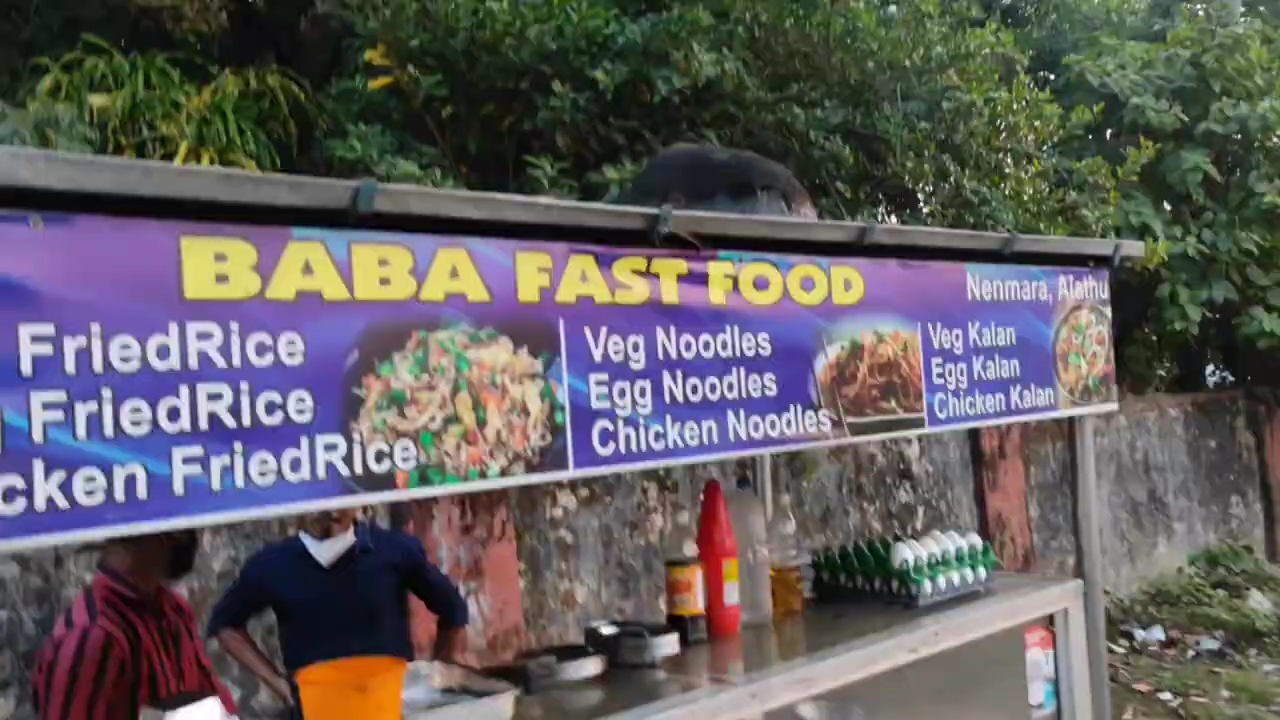 BABA FAST FOOD
Nenmara, Alathu
FriedRice
FriedRice
cken FriedRice
Veg Noodles
Egg Noodles
Chicken Noodles
Veg Kalan
Egg Kalan
Chicken Kalan